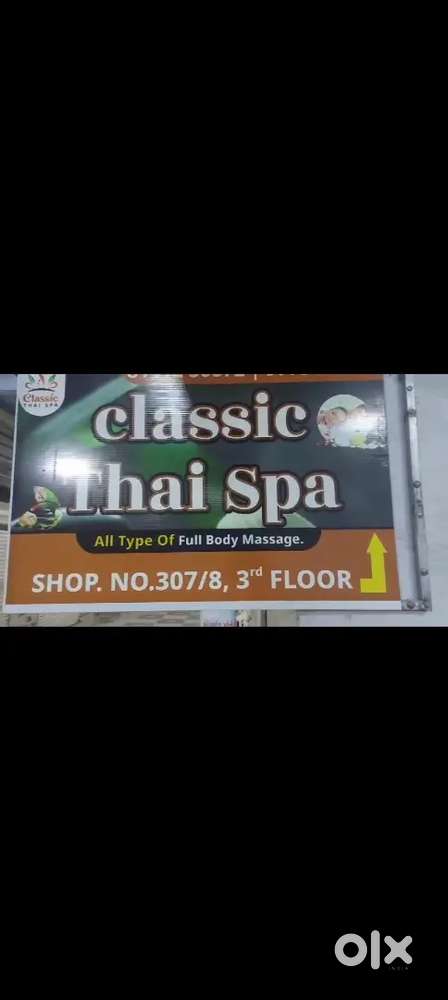 Classic
THAI SPA
classic
Thai Spa
All Type Of Full Body Massage.
SHOP. NO.307/8, 3rd FLOOR
olx
INDIA